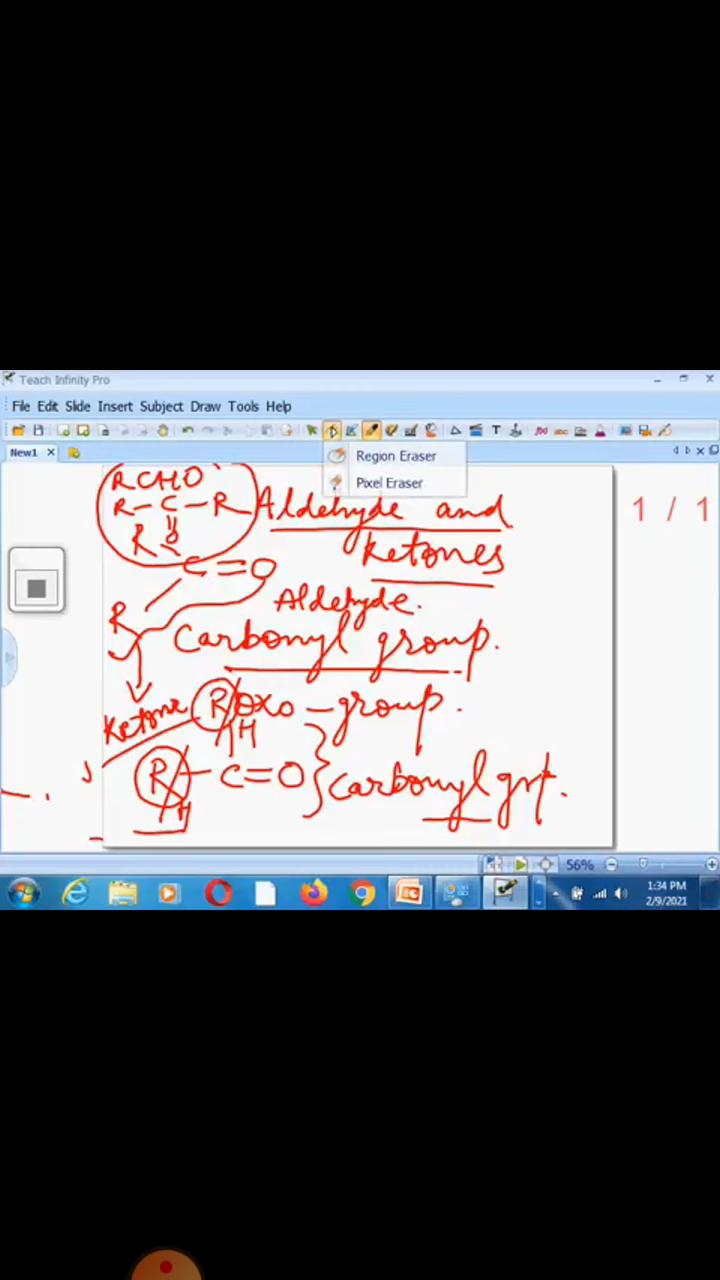 Teach Infinity Pro
File Edit Slide Insert Subject Draw Tools Help
New1
Region Eraser
Pixel Eraser
1 / 1
RCHO
R-C-R Aldehyde and
O
R ketones
C=O
Aldehyde.
R
Carbonyl group.
Ketone R oxo - group.
H
R - C=O } Carbonyl grp.
H
56%
1:34 PM
2/9/2021